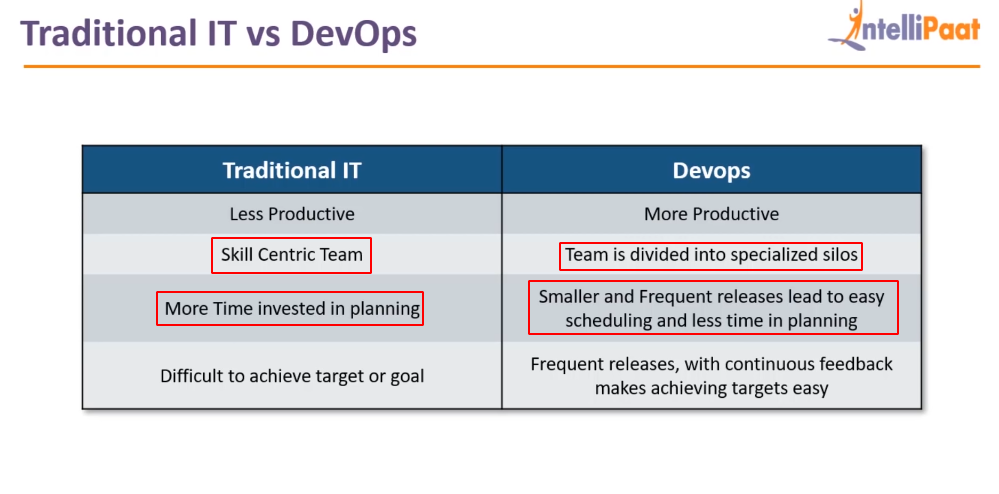 Traditional IT vs DevOps
IntelliPaat
Traditional IT
Devops
Less Productive
More Productive
Skill Centric Team
Team is divided into specialized silos
More Time invested in planning
Smaller and Frequent releases lead to easy
scheduling and less time in planning
Difficult to achieve target or goal
Frequent releases, with continuous feedback
makes achieving targets easy